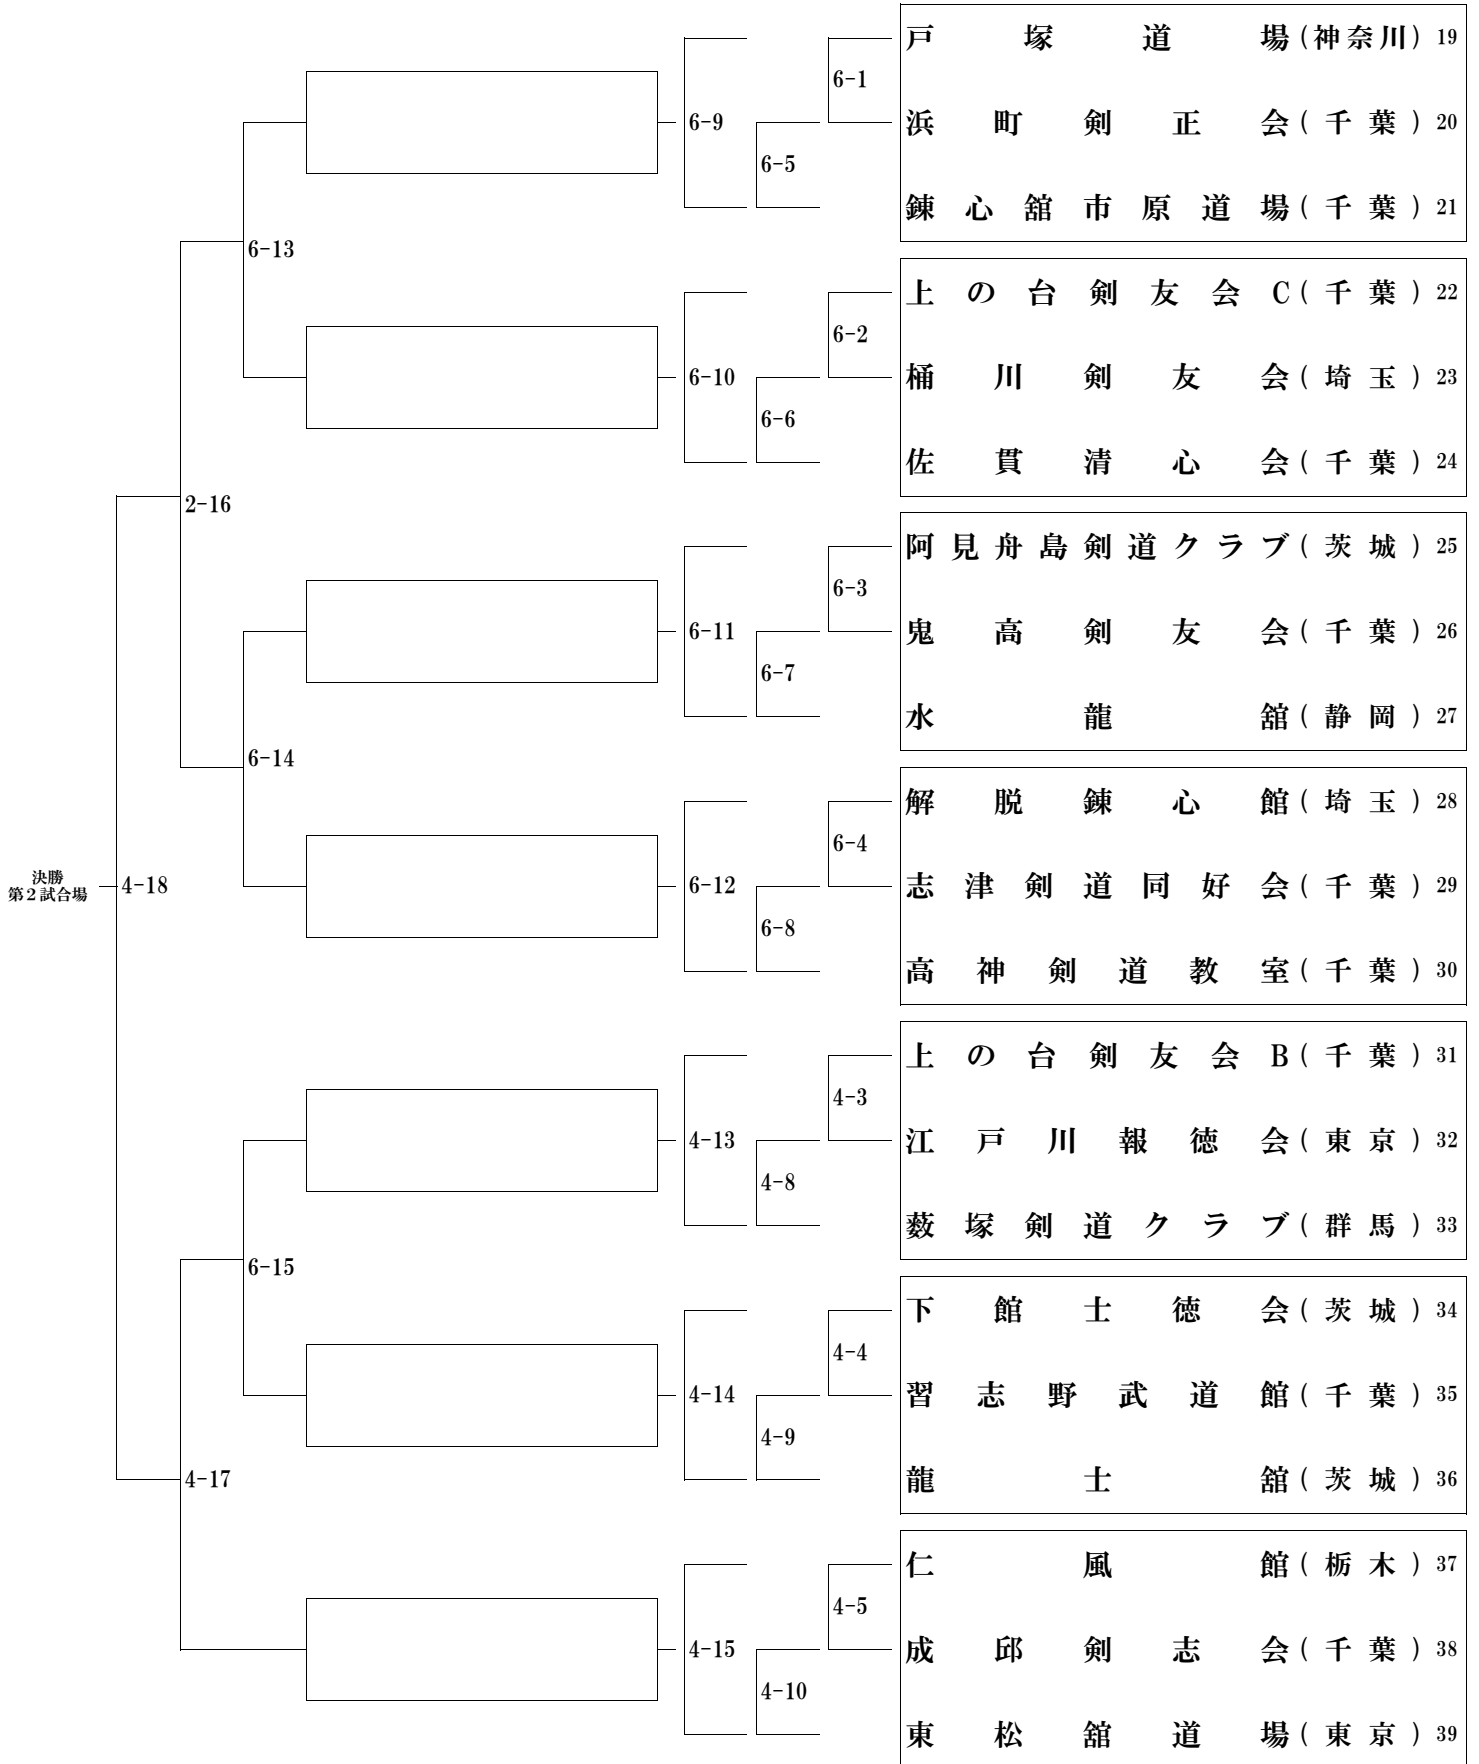 戸塚道場(神奈川) 19
6-1
浜町剣正会(千葉) 20
6-9
6-5
錬心舘市原道場(千葉) 21
6-13
上の台剣友会C(千葉) 22
6-2
桶川剣友会(埼玉) 23
6-10
6-6
佐貫清心会(千葉) 24
2-16
阿見舟島剣道クラブ(茨城) 25
6-3
鬼高剣友会(千葉) 26
6-11
6-7
水龍舘(静岡) 27
6-14
解脱錬心館(埼玉) 28
6-4
決勝
第2試合場
4-18
志津剣道同好会(千葉) 29
6-12
6-8
高神剣道教室(千葉) 30
上の台剣友会B(千葉) 31
4-3
江戸川報徳会(東京) 32
4-13
4-8
薮塚剣道クラブ(群馬) 33
6-15
下館士徳会(茨城) 34
4-4
習志野武道館(千葉) 35
4-14
4-9
龍士舘(茨城) 36
4-17
仁風館(栃木) 37
4-5
成邱剣志会(千葉) 38
4-15
4-10
東松舘道場(東京) 39